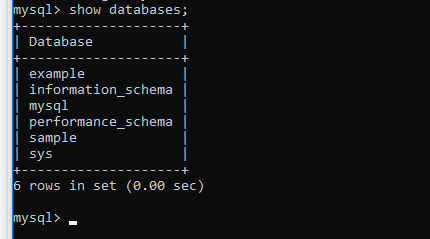 mysql> show databases;
+--------------------+
| Database           |
+--------------------+
| example            |
| information_schema |
| mysql              |
| performance_schema |
| sample             |
| sys                |
+--------------------+
6 rows in set (0.00 sec)
mysql>